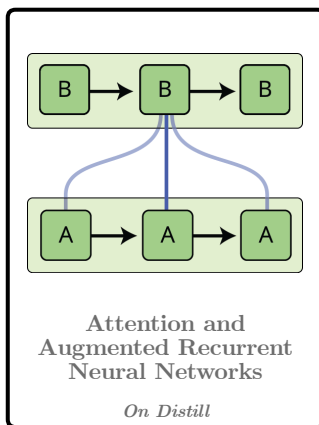 B B B
A A A
Attention and
Augmented Recurrent
Neural Networks
On Distill